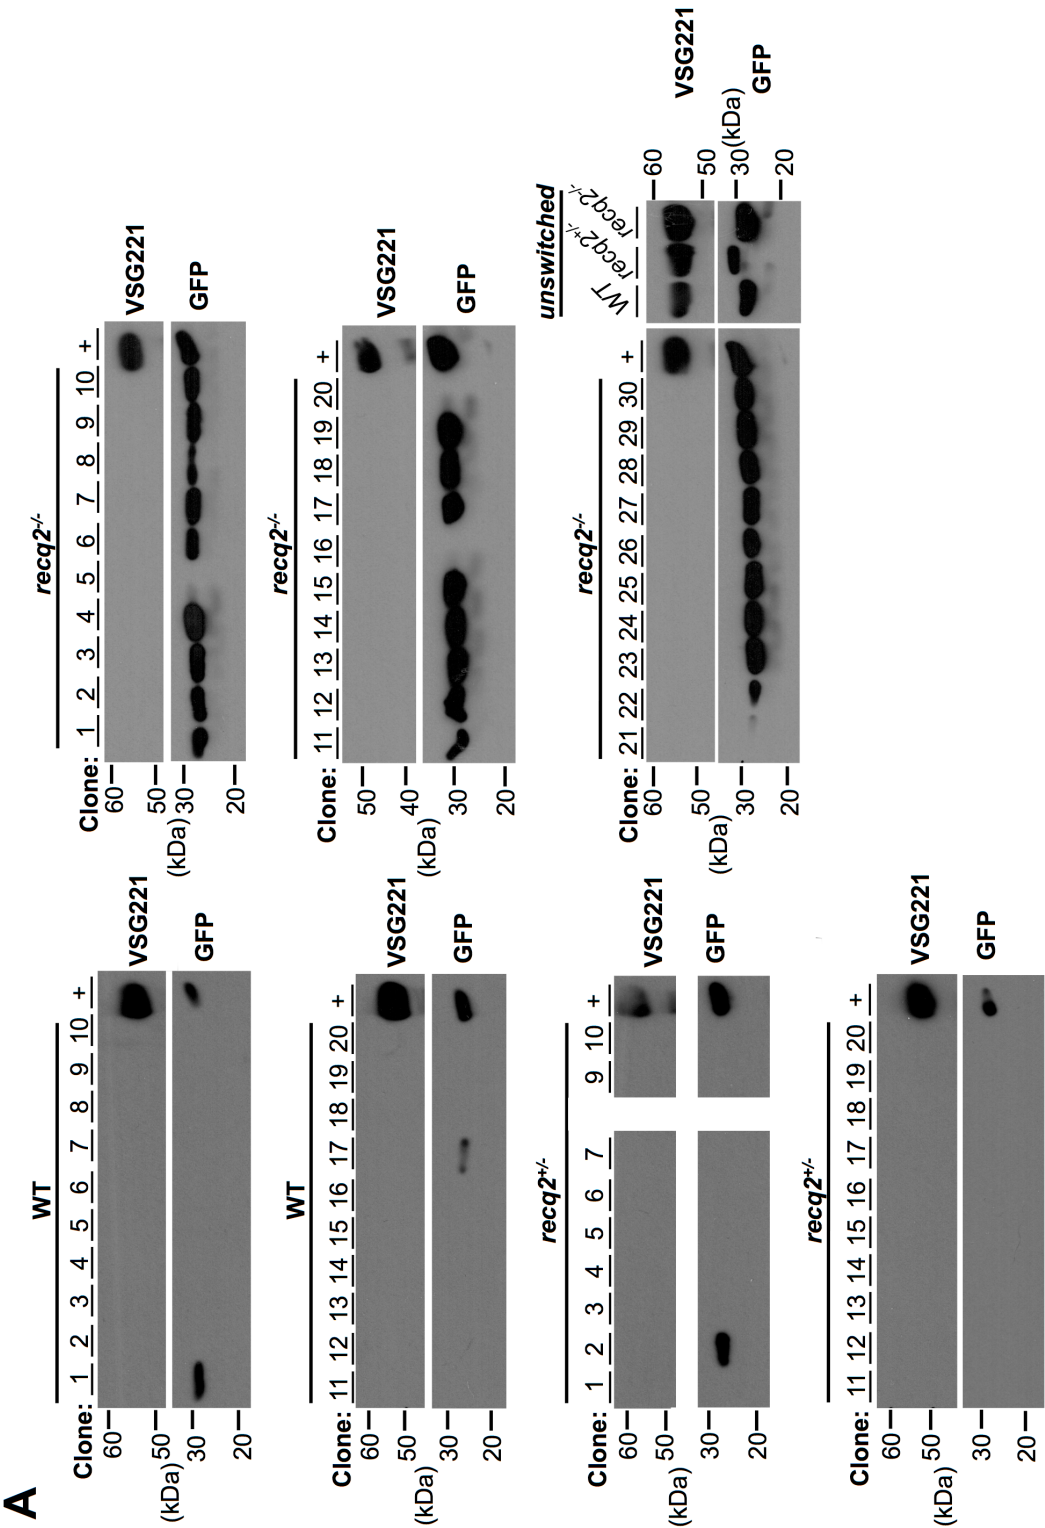 A
WT
Clone: 1 2 3 4 5 6 7 8 9 10 +
60
50
(kDa)
30
20
VSG221
GFP
WT
Clone: 11 12 13 14 15 16 17 18 19 20 +
60
50
(kDa)
30
20
VSG221
GFP
recq2+/-
Clone: 1 2 3 4 5 6 7 9 10 +
60
50
(kDa)
30
20
VSG221
GFP
recq2+/-
Clone: 11 12 13 14 15 16 17 18 19 20 +
60
50
(kDa)
30
20
VSG221
GFP
recq2-/-
Clone: 1 2 3 4 5 6 7 8 9 10 +
60
50
30
(kDa)
20
VSG221
GFP
recq2-/-
Clone: 11 12 13 14 15 16 17 18 19 20 +
50
40
(kDa)
30
20
VSG221
GFP
recq2-/-
Clone: 21 22 23 24 25 26 27 28 29 30 +
60
50
(kDa)
30
20
unswitched
WT recq2+/- recq2-/-
60
50
30
(kDa)
20
VSG221
GFP